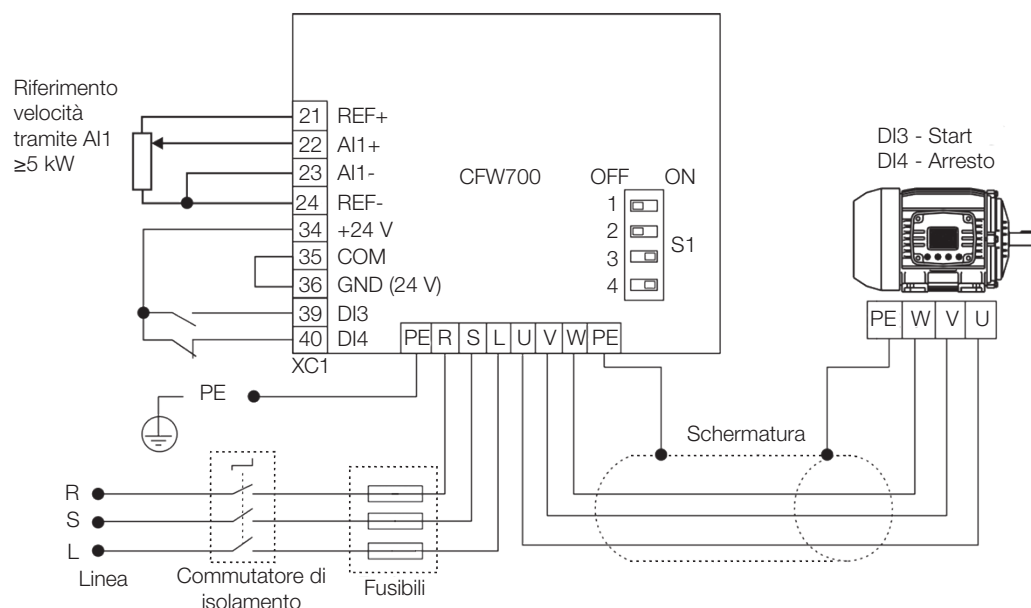 Riferimento
velocità
tramite AI1
≥5 kW
21 REF+
22 AI1+
23 AI1-
24 REF-
34 +24 V
35 COM
36 GND (24 V)
39 DI3
40 DI4
XC1
CFW700
OFF ON
1
2
3
4
S1
DI3 - Start
DI4 - Arresto
PE R S L U V W PE
PE W V U
PE
Schermatura
R
S
L
Linea
Commutatore di
isolamento
Fusibili